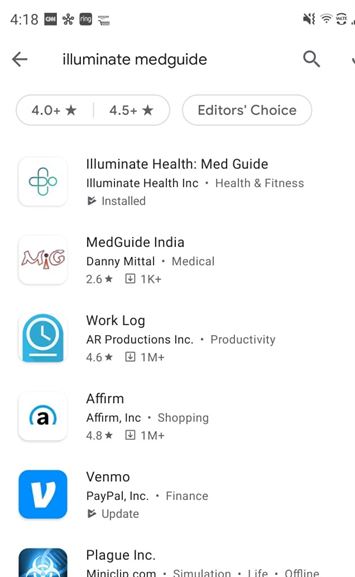 4:18 CNN ring
illuminate medguide
4.0+ ★ 4.5+ ★ Editors' Choice
Illuminate Health: Med Guide
Illuminate Health Inc • Health & Fitness
Installed
MedGuide India
MiG
Danny Mittal • Medical
2.6 ★ 1K+
Work Log
AR Productions Inc. • Productivity
4.6 ★ 1M+
Affirm
a
Affirm, Inc • Shopping
4.8 ★ 1M+
Venmo
V
PayPal, Inc. • Finance
Update
Plague Inc.
Miniclip.com • Simulation • Life • Offline